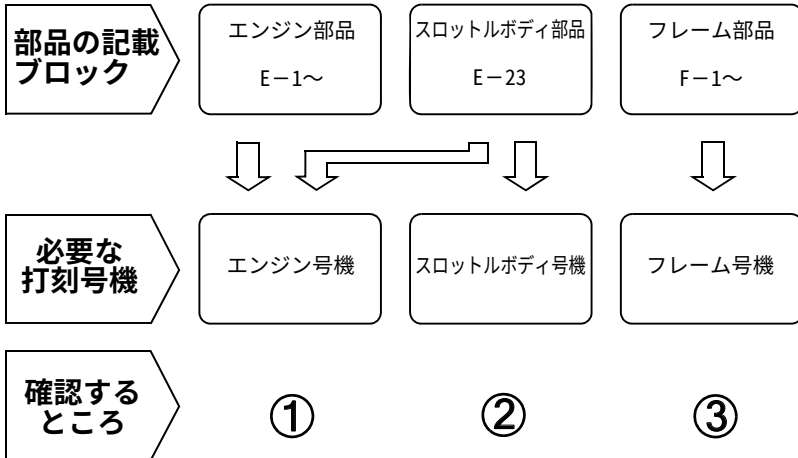 部品の記載
ブロック
エンジン部品
E－1～
スロットルボディ部品
E－23
フレーム部品
F－1～
必要な
打刻号機
エンジン号機
スロットルボディ号機
フレーム号機
確認する
ところ
①
②
③